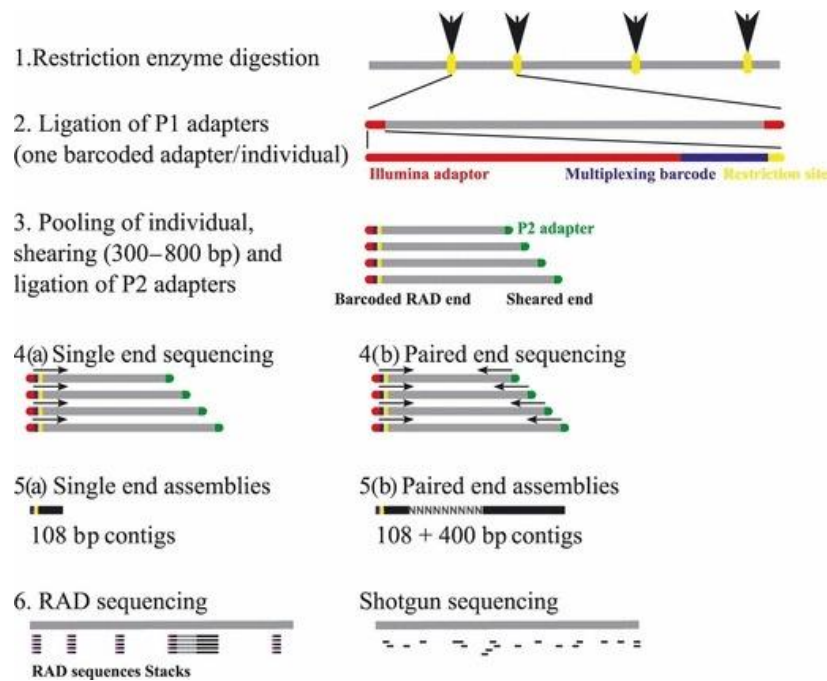 1.Restriction enzyme digestion
2. Ligation of P1 adapters
(one barcoded adapter/individual)
Illumina adaptor
Multiplexing barcode
Restriction site
3. Pooling of individual,
shearing (300–800 bp) and
ligation of P2 adapters
P2 adapter
Barcoded RAD end
Sheared end
4(a) Single end sequencing
4(b) Paired end sequencing
5(a) Single end assemblies
5(b) Paired end assemblies
NNNNNNNNN
108 bp contigs
108 + 400 bp contigs
6. RAD sequencing
Shotgun sequencing
RAD sequences Stacks